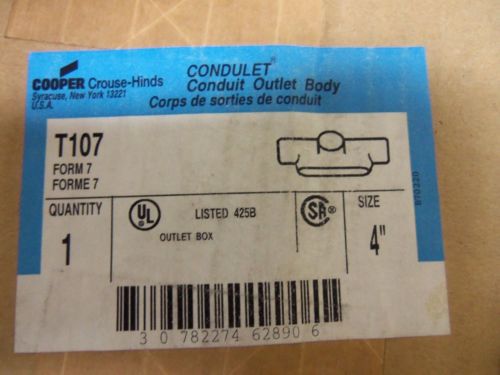 COOPER Crouse-Hinds
Syracuse, New York 13221
U.S.A.
CONDULET®
Conduit Outlet Body
Corps de sorties de conduit
T107
FORM 7
FORME 7
QUANTITY
1
UL
LISTED 425B
OUTLET BOX
SA ®
SIZE
4"
3 0 782274 62890 6